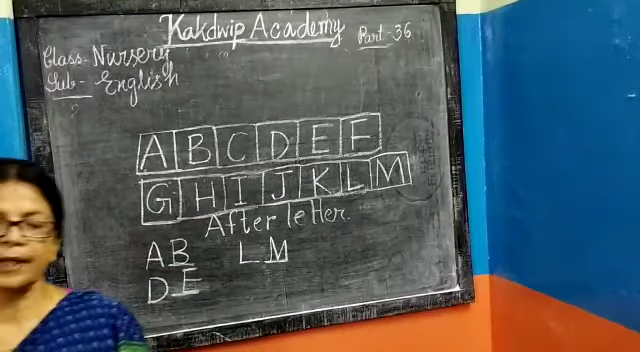 Kakdwip Academy Part-36
Class-Nursery
Sub- English
A B C D E F
G H I J K L M
After letter.
A B L M
D E